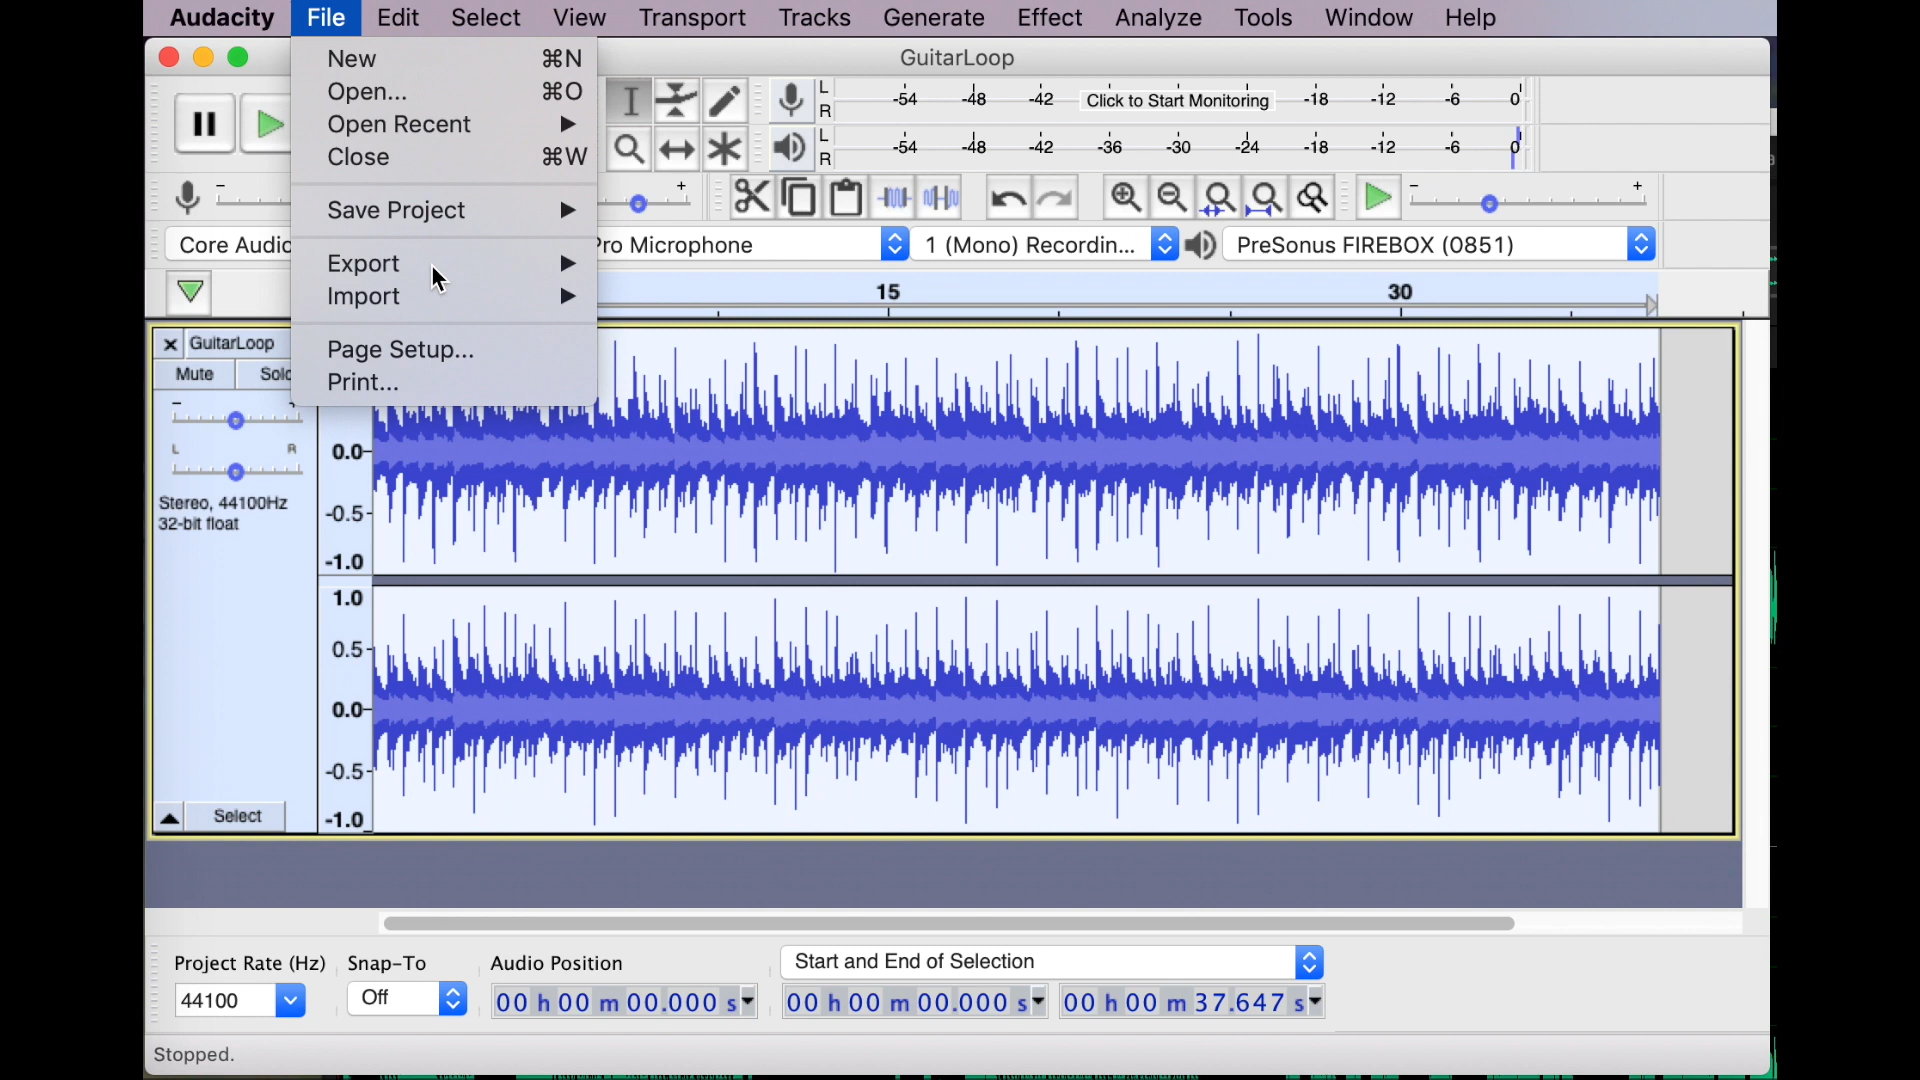 Audacity File Edit Select View Transport Tracks Generate Effect Analyze Tools Window Help
GuitarLoop
New ⌘N
Open... ⌘O
Open Recent ▶
Close ⌘W
Save Project ▶
Export ▶
Import ▶
Page Setup...
Print...
L
R
-54 -48 -42 Click to Start Monitoring -18 -12 -6 0
L
R
-54 -48 -42 -36 -30 -24 -18 -12 -6 0
- + - +
Core Audio
Pro Microphone
1 (Mono) Recordin...
PreSonus FIREBOX (0851)
15 30
GuitarLoop
Mute Solo
- +
L R
Stereo, 44100Hz
32-bit float
Select
0.0
-0.5
-1.0
1.0
0.5
0.0
-0.5
-1.0
Project Rate (Hz) Snap-To Audio Position Start and End of Selection
44100 Off 00 h 00 m 00.000 s 00 h 00 m 00.000 s 00 h 00 m 37.647 s
Stopped.